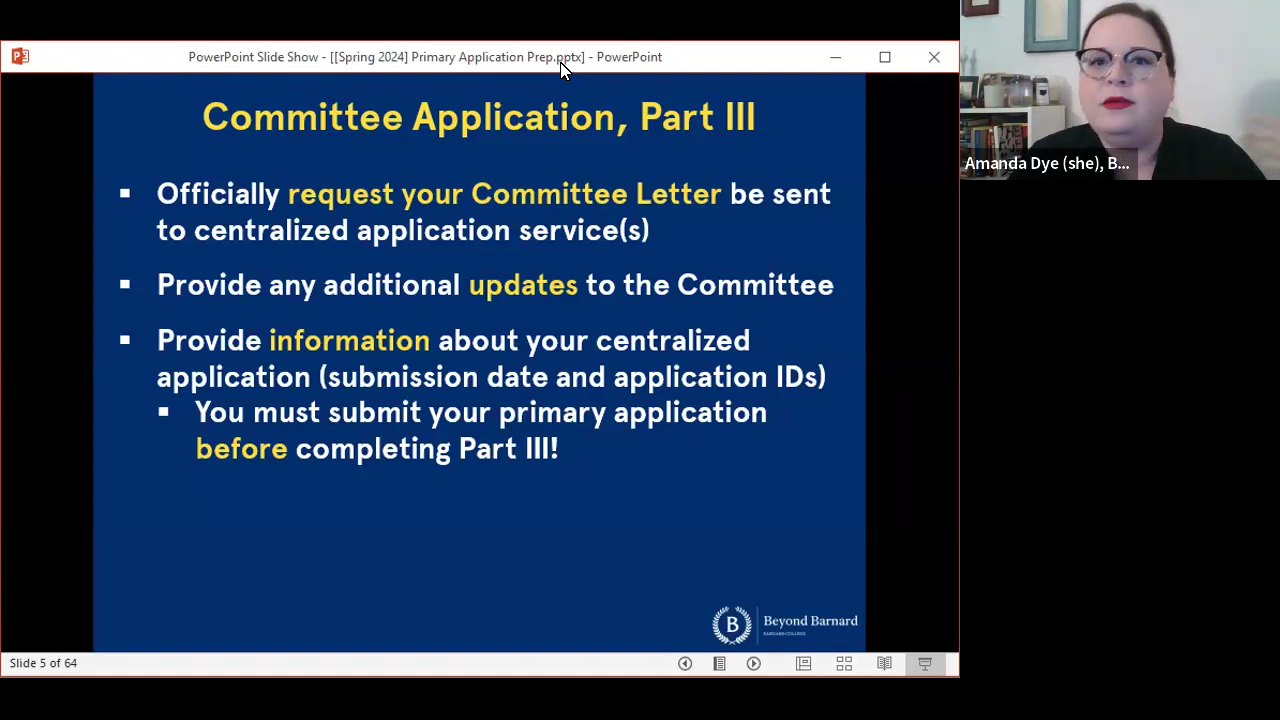 PowerPoint Slide Show - [[Spring 2024] Primary Application Prep.pptx] - PowerPoint
Committee Application, Part III
▪ Officially request your Committee Letter be sent
to centralized application service(s)
▪ Provide any additional updates to the Committee
▪ Provide information about your centralized
application (submission date and application IDs)
▪ You must submit your primary application
before completing Part III!
B
Beyond Barnard
BARNARD COLLEGE
Slide 5 of 64
Amanda Dye (she), B...